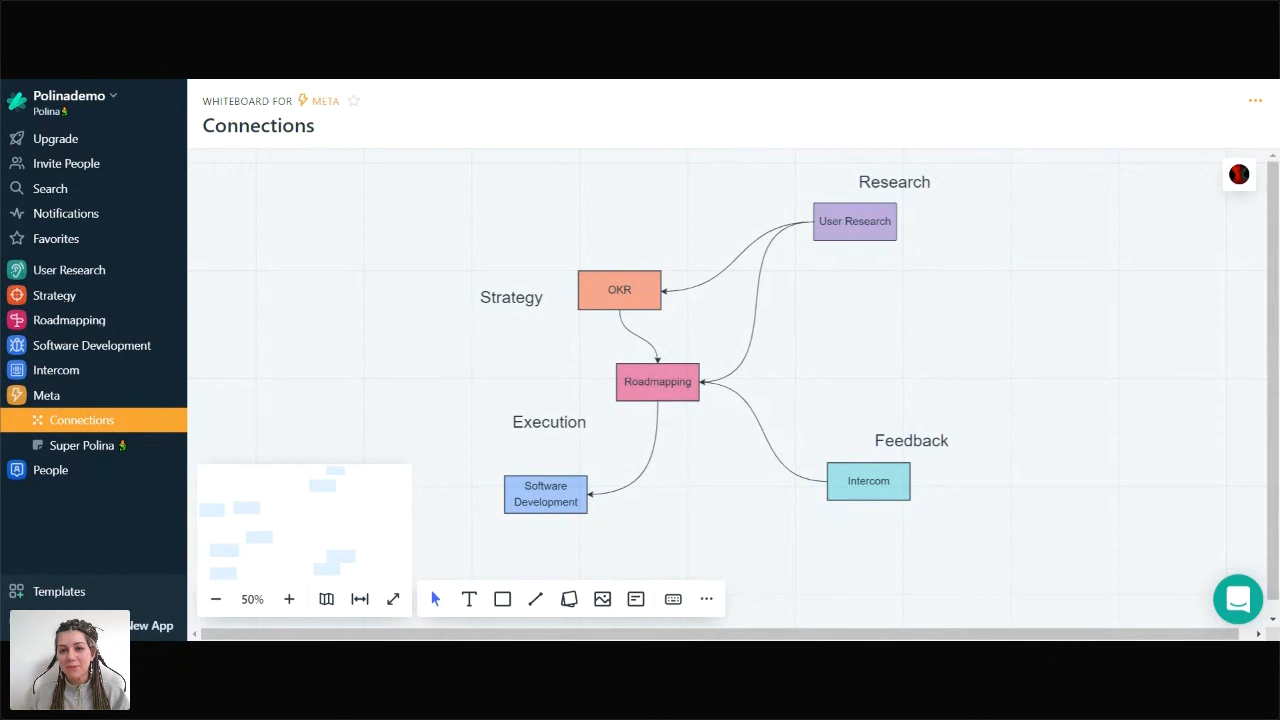 Polinademo
Polina
Upgrade
Invite People
Search
Notifications
Favorites
User Research
Strategy
Roadmapping
Software Development
Intercom
Meta
Connections
Super Polina
People
Templates
New App
WHITEBOARD FOR META
Connections
Research
User Research
OKR
Strategy
Roadmapping
Execution
Feedback
Software
Development
Intercom
50%